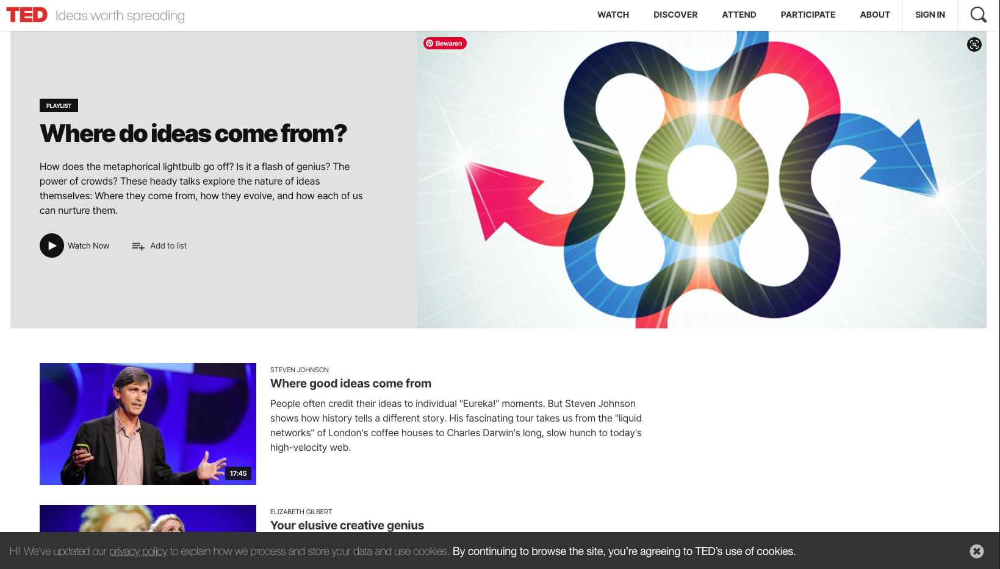 TED Ideas worth spreading
WATCH DISCOVER ATTEND PARTICIPATE ABOUT SIGN IN
Bewaren
PLAYLIST
Where do ideas come from?
How does the metaphorical lightbulb go off? Is it a flash of genius? The
power of crowds? These heady talks explore the nature of ideas
themselves: Where they come from, how they evolve, and how each of us
can nurture them.
Watch Now Add to list
STEVEN JOHNSON
Where good ideas come from
People often credit their ideas to individual "Eureka!" moments. But Steven Johnson
shows how history tells a different story. His fascinating tour takes us from the "liquid
networks" of London's coffee houses to Charles Darwin's long, slow hunch to today's
high-velocity web.
17:45
ELIZABETH GILBERT
Your elusive creative genius
Hi! We've updated our privacy policy to explain how we process and store your data and use cookies. By continuing to browse the site, you're agreeing to TED's use of cookies.